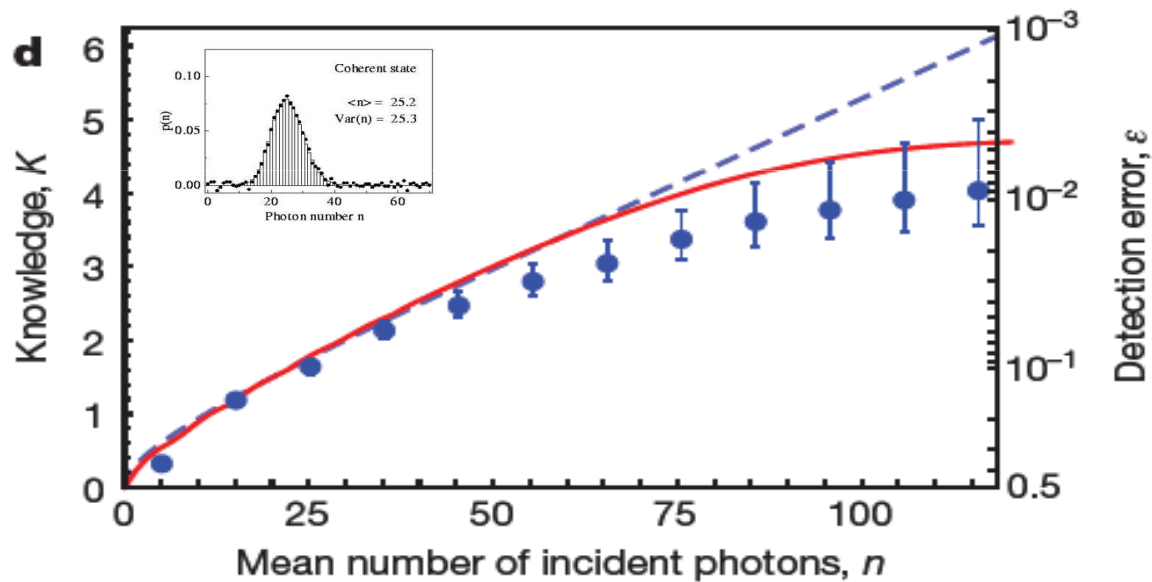 d
Knowledge, K
6
5
4
3
2
1
0
0.10
0.05
0.00
p(n)
Coherent state
<n> = 25.2
Var(n) = 25.3
0 20 40 60
Photon number n
10⁻³
10⁻²
10⁻¹
0.5
Detection error, ε
0 25 50 75 100
Mean number of incident photons, n